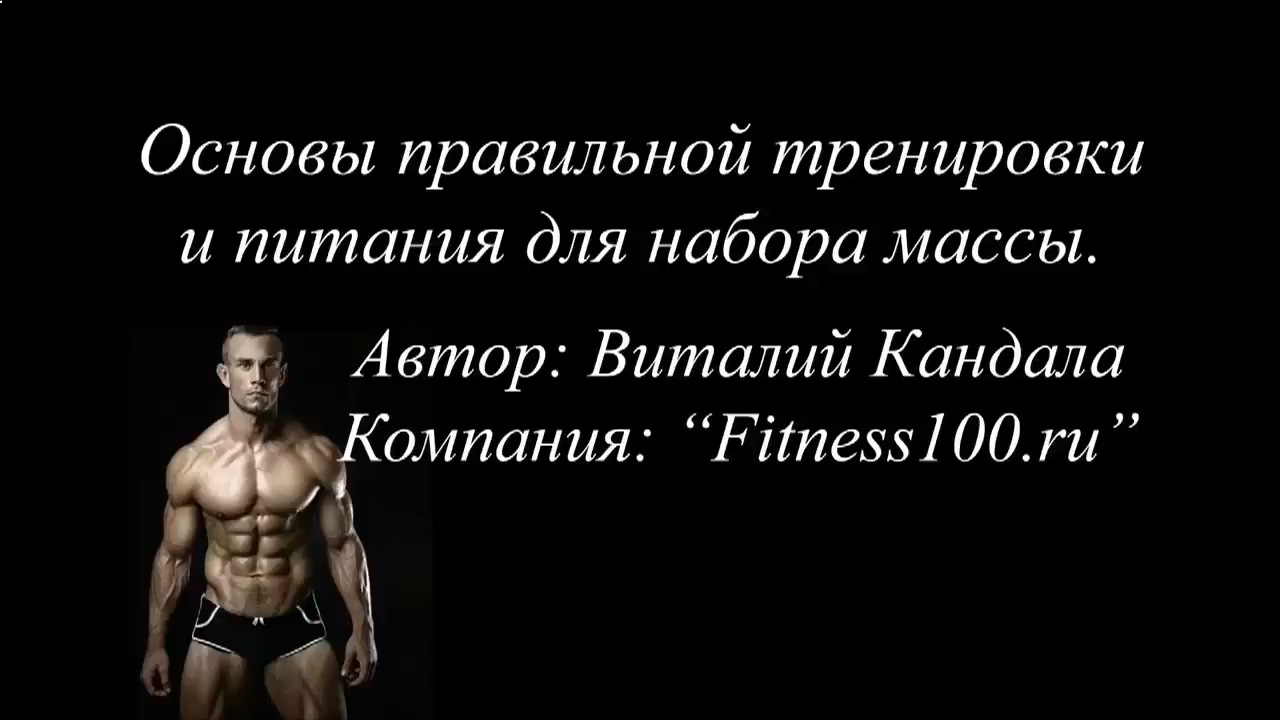 Основы правильной тренировки
и питания для набора массы.
Автор: Виталий Кандала
Компания: “Fitness100.ru”